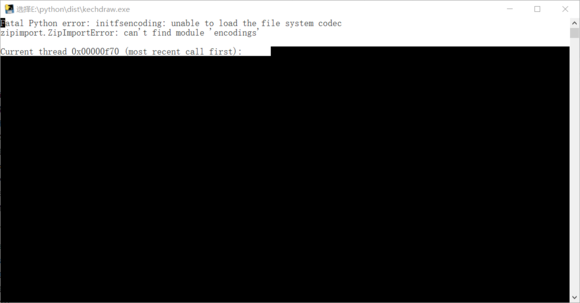 选择E:\python\dist\kechdraw.exe
Fatal Python error: initfsencoding: unable to load the file system codec
zipimport.ZipImportError: can't find module 'encodings'
Current thread 0x00000f70 (most recent call first):